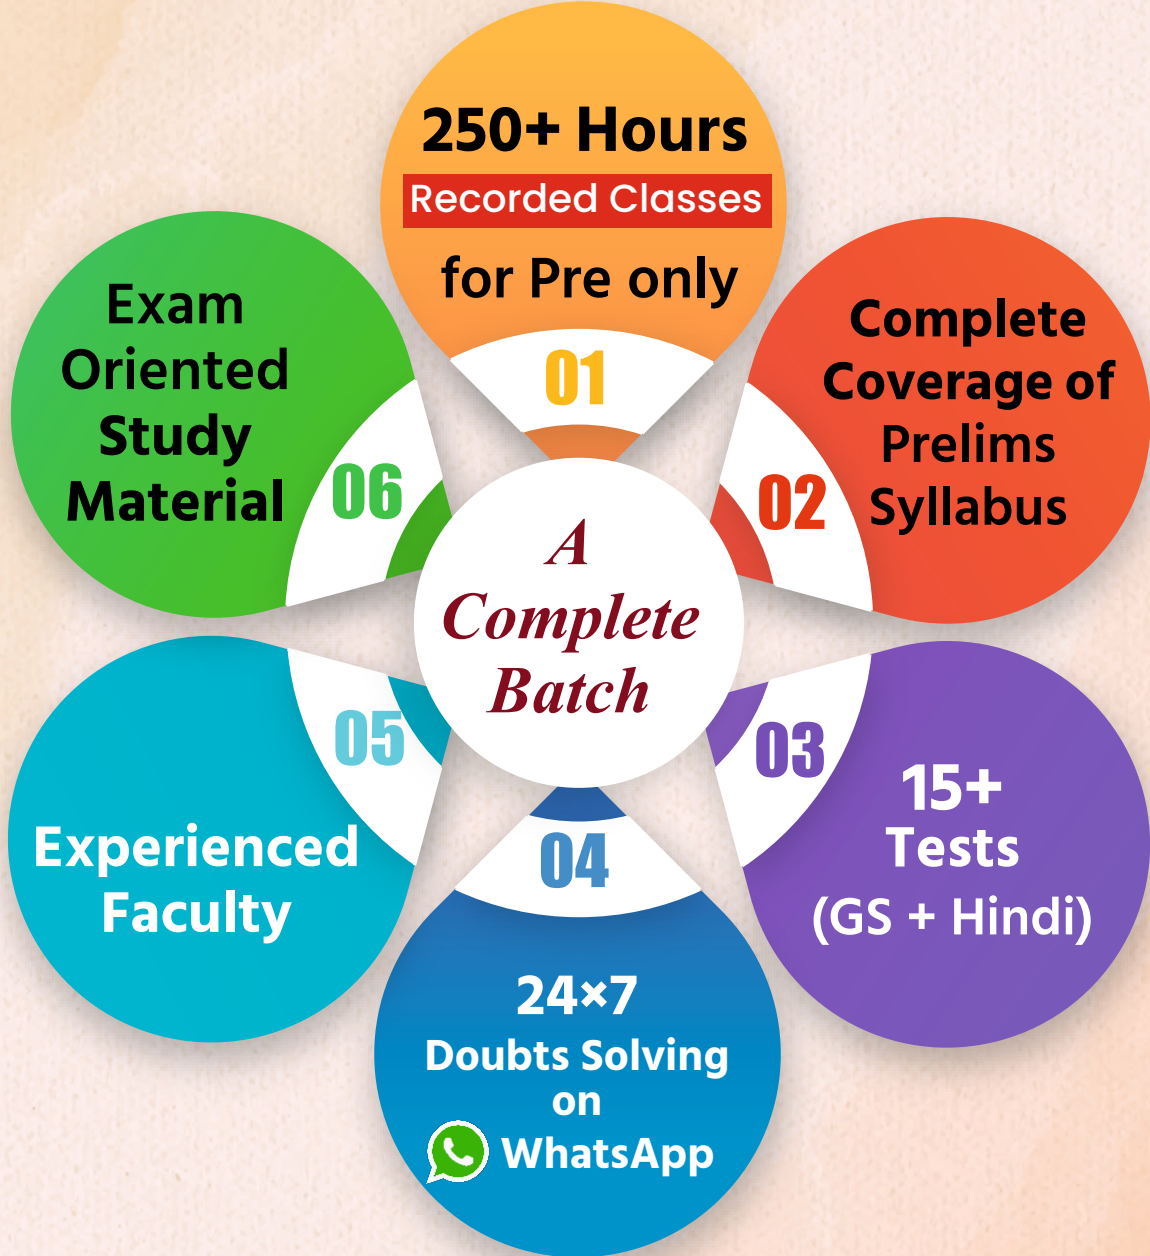 250+ Hours
Recorded Classes
for Pre only
01
Complete
Coverage of
Prelims
Syllabus
02
15+
Tests
(GS + Hindi)
03
24×7
Doubts Solving
on
WhatsApp
04
Experienced
Faculty
05
Exam
Oriented
Study
Material
06
A
Complete
Batch